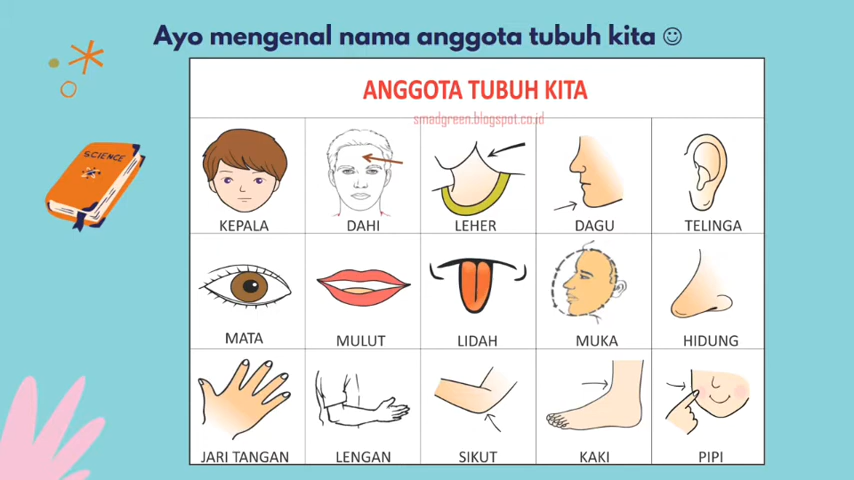 Ayo mengenal nama anggota tubuh kita ☺
SCIENCE
ANGGOTA TUBUH KITA
smadgreen.blogspot.co.id
KEPALA DAHI LEHER DAGU TELINGA
MATA MULUT LIDAH MUKA HIDUNG
JARI TANGAN LENGAN SIKUT KAKI PIPI